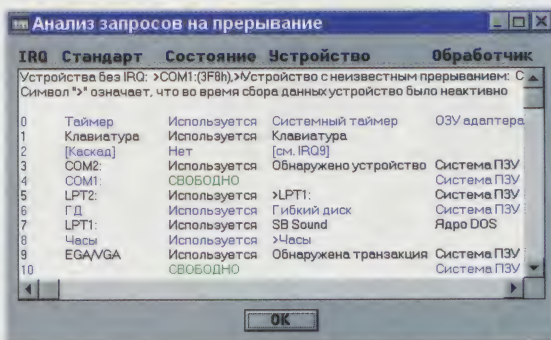 Анализ запросов на прерывание
IRQ Стандарт Состояние Устройство Обработчик
Устройства без IRQ: >COM1:(3F8h),>Устройство с неизвестным прерыванием: С
Символ ">" означает, что во время сбора данных устройство было неактивно
0 Таймер Используется Системный таймер ОЗУ адаптера
1 Клавиатура Используется Клавиатура
2 [Каскад] Нет [см. IRQ9]
3 COM2: Используется Обнаружено устройство Система ПЗУ
4 COM1: СВОБОДНО Система ПЗУ
5 LPT2: Используется >LPT1: Система ПЗУ
6 ГД Используется Гибкий диск Система ПЗУ
7 LPT1: Используется SB Sound Ядро DOS
8 Часы Используется >Часы Система ПЗУ
9 EGA/VGA Используется Обнаружена транзакция Система ПЗУ
10 СВОБОДНО Система ПЗУ
OK